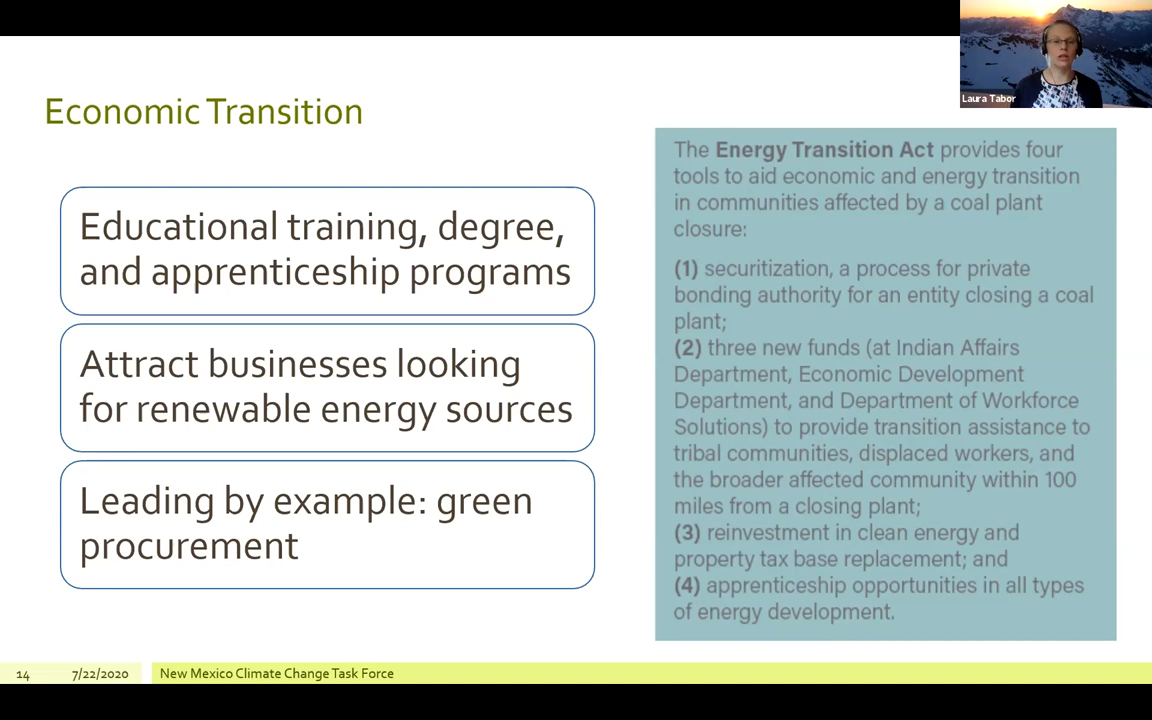 Laura Tabor
Economic Transition
Educational training, degree,
and apprenticeship programs
Attract businesses looking
for renewable energy sources
Leading by example: green
procurement
The Energy Transition Act provides four
tools to aid economic and energy transition
in communities affected by a coal plant
closure:
(1) securitization, a process for private
bonding authority for an entity closing a coal
plant;
(2) three new funds (at Indian Affairs
Department, Economic Development
Department, and Department of Workforce
Solutions) to provide transition assistance to
tribal communities, displaced workers, and
the broader affected community within 100
miles from a closing plant;
(3) reinvestment in clean energy and
property tax base replacement; and
(4) apprenticeship opportunities in all types
of energy development.
14 7/22/2020 New Mexico Climate Change Task Force